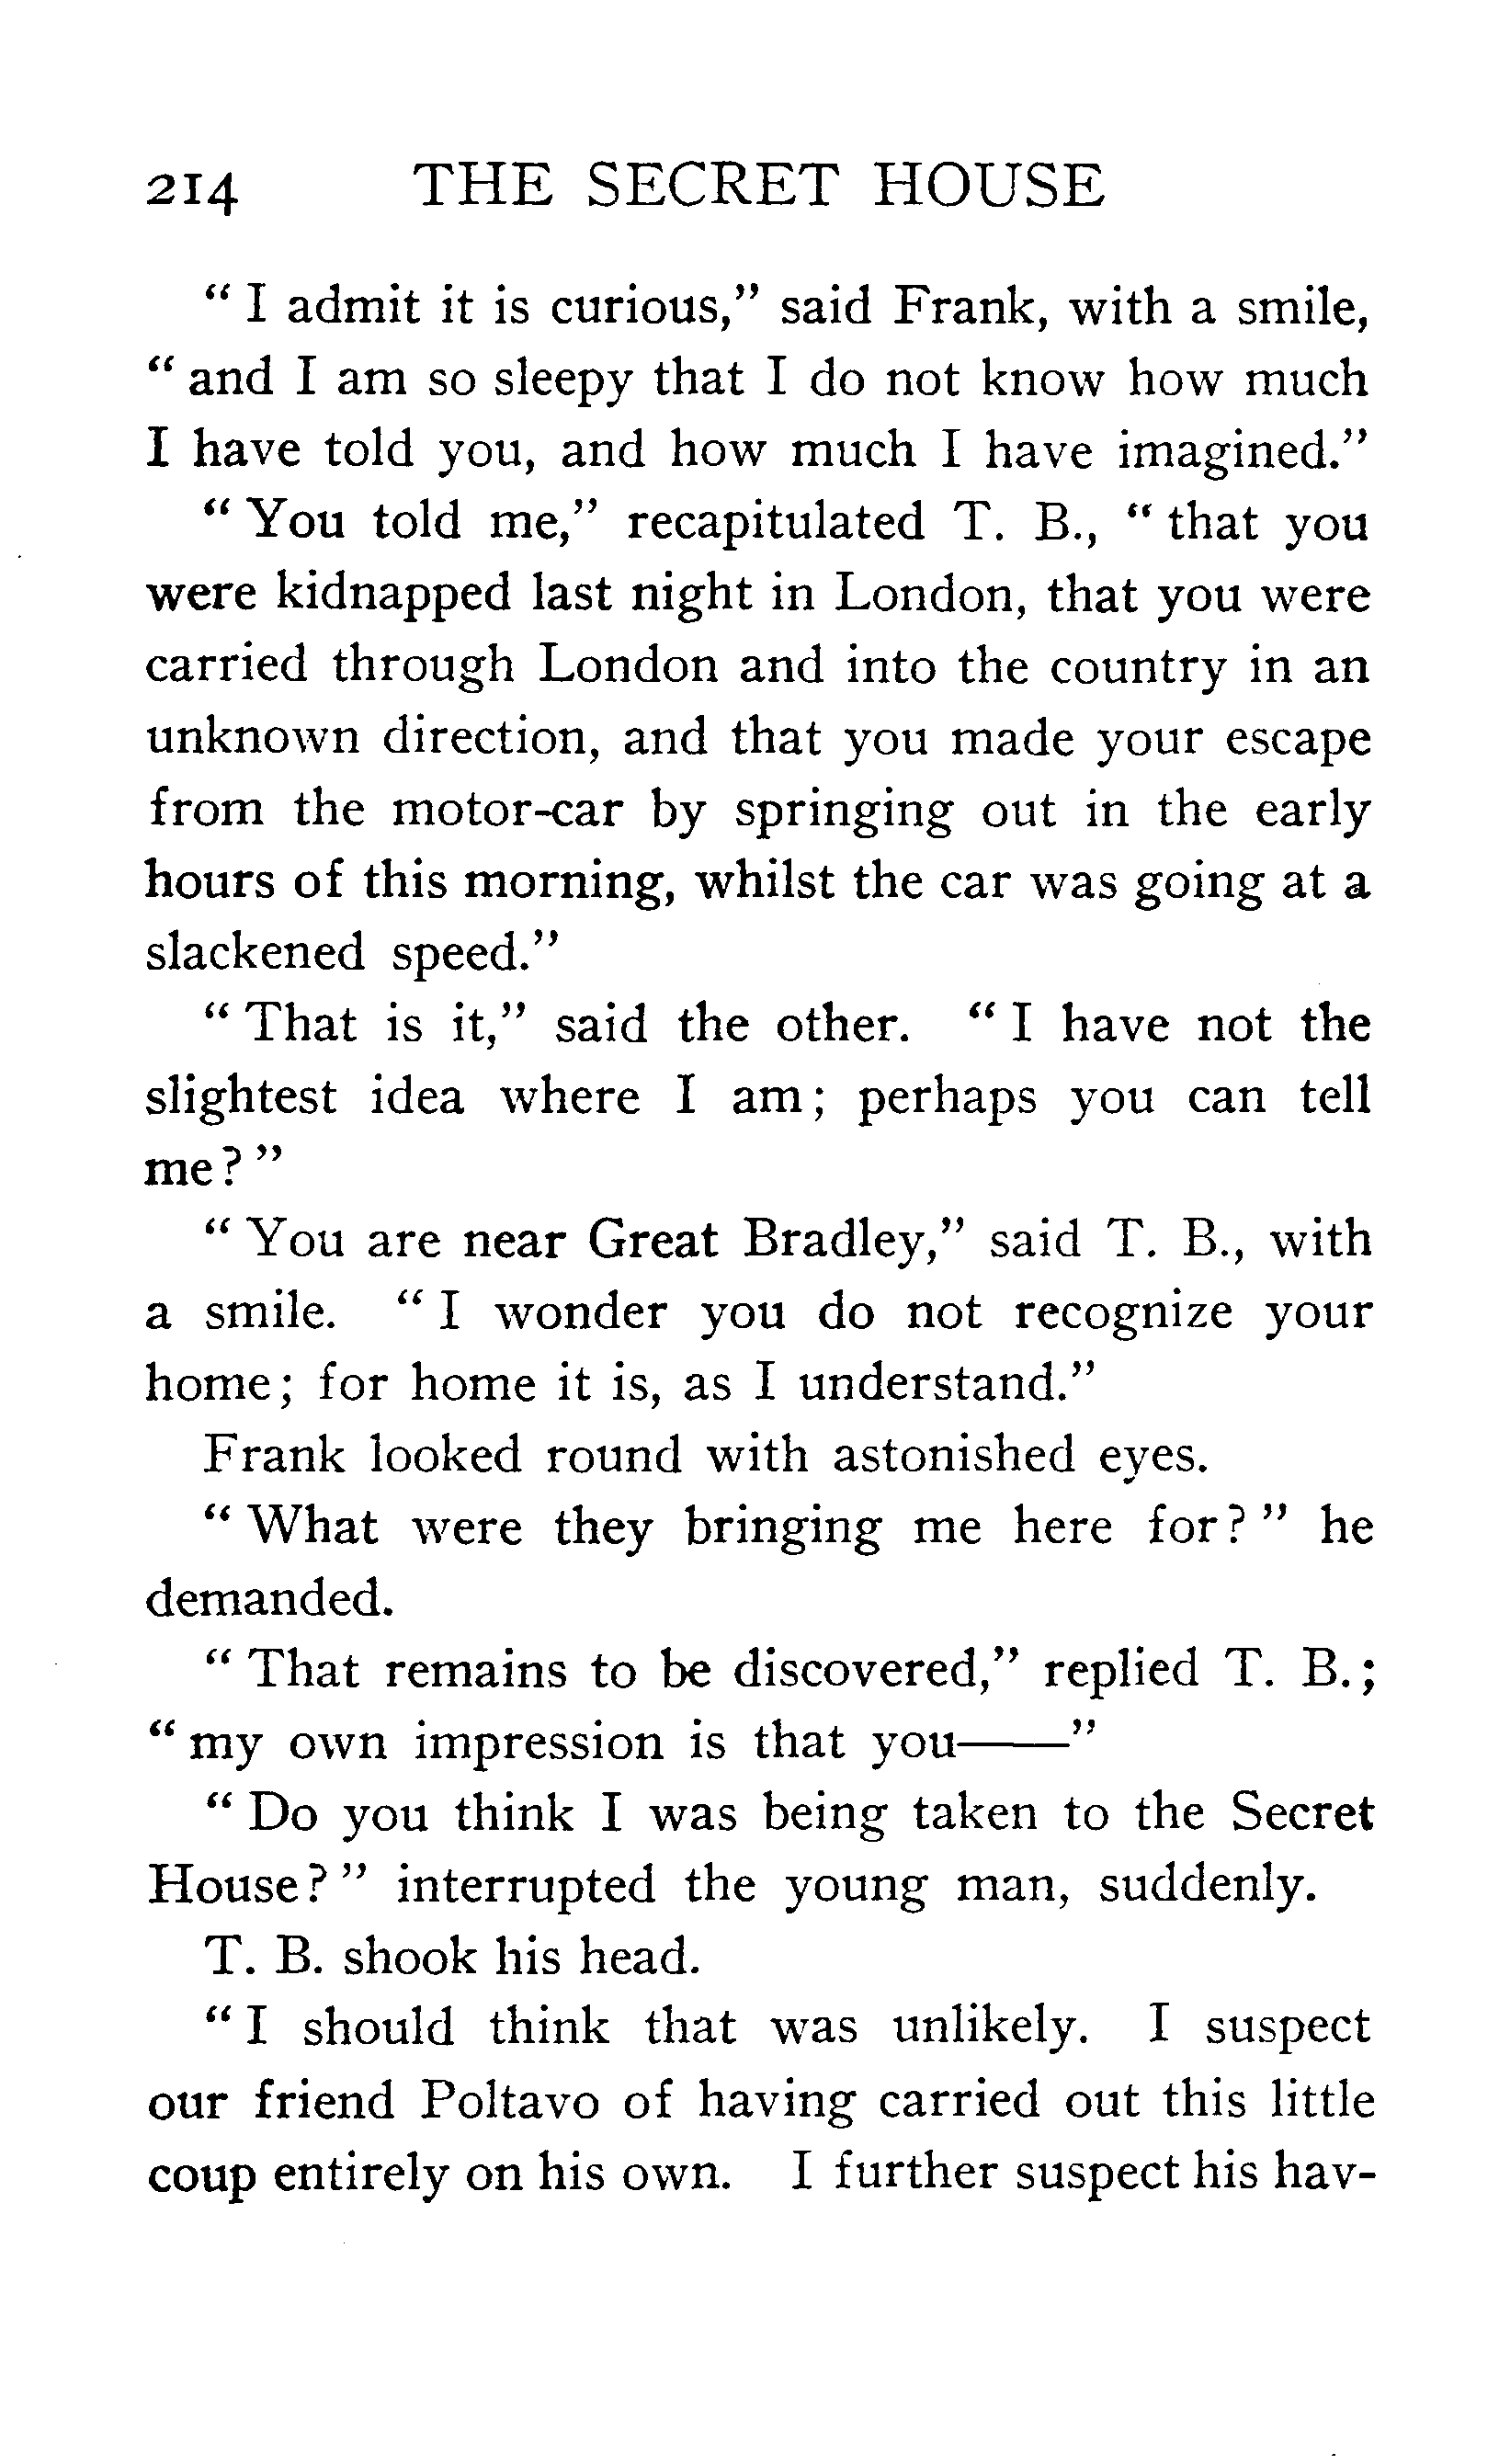 214 THE SECRET HOUSE
" I admit it is curious," said Frank, with a smile,
" and I am so sleepy that I do not know how much
I have told you, and how much I have imagined."
" You told me," recapitulated T. B., " that you
were kidnapped last night in London, that you were
carried through London and into the country in an
unknown direction, and that you made your escape
from the motor-car by springing out in the early
hours of this morning, whilst the car was going at a
slackened speed."
" That is it," said the other. " I have not the
slightest idea where I am; perhaps you can tell
me? "
" You are near Great Bradley," said T. B., with
a smile. " I wonder you do not recognize your
home; for home it is, as I understand."
Frank looked round with astonished eyes.
" What were they bringing me here for? " he
demanded.
" That remains to be discovered," replied T. B.;
" my own impression is that you——"
" Do you think I was being taken to the Secret
House? " interrupted the young man, suddenly.
T. B. shook his head.
" I should think that was unlikely. I suspect
our friend Poltavo of having carried out this little
coup entirely on his own. I further suspect his hav-